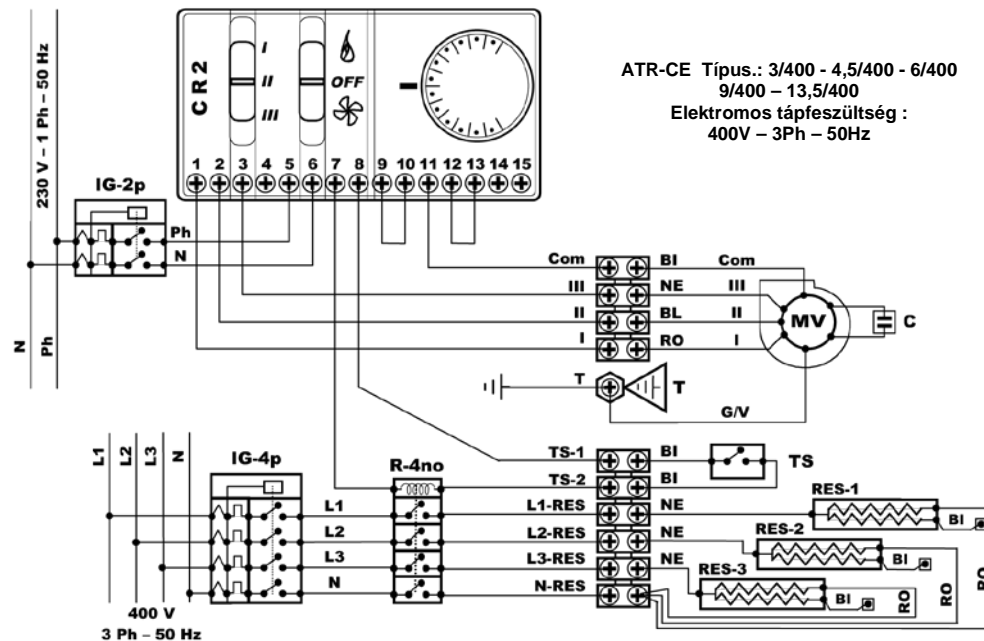 CR2
I
II
III
OFF
1 2 3 4 5 6 7 8 9 10 11 12 13 14 15
ATR-CE Típus.: 3/400 - 4,5/400 - 6/400
9/400 – 13,5/400
Elektromos tápfeszültség :
400V – 3Ph – 50Hz
230 V – 1 Ph – 50 Hz
IG-2p
Ph
N
N
Ph
Com BI Com
III NE III
II BL II
I RO I
MV
C
T
T
G/V
L1
L2
L3
N
IG-4p
R-4no
TS-1 BI
TS
TS-2 BI
L1 L1-RES NE
L2 L2-RES NE
L3 L3-RES NE
N N-RES
RES-1
BI
RES-2
BI
RES-3
BI
RO
RO
RO
400 V
3 Ph – 50 Hz